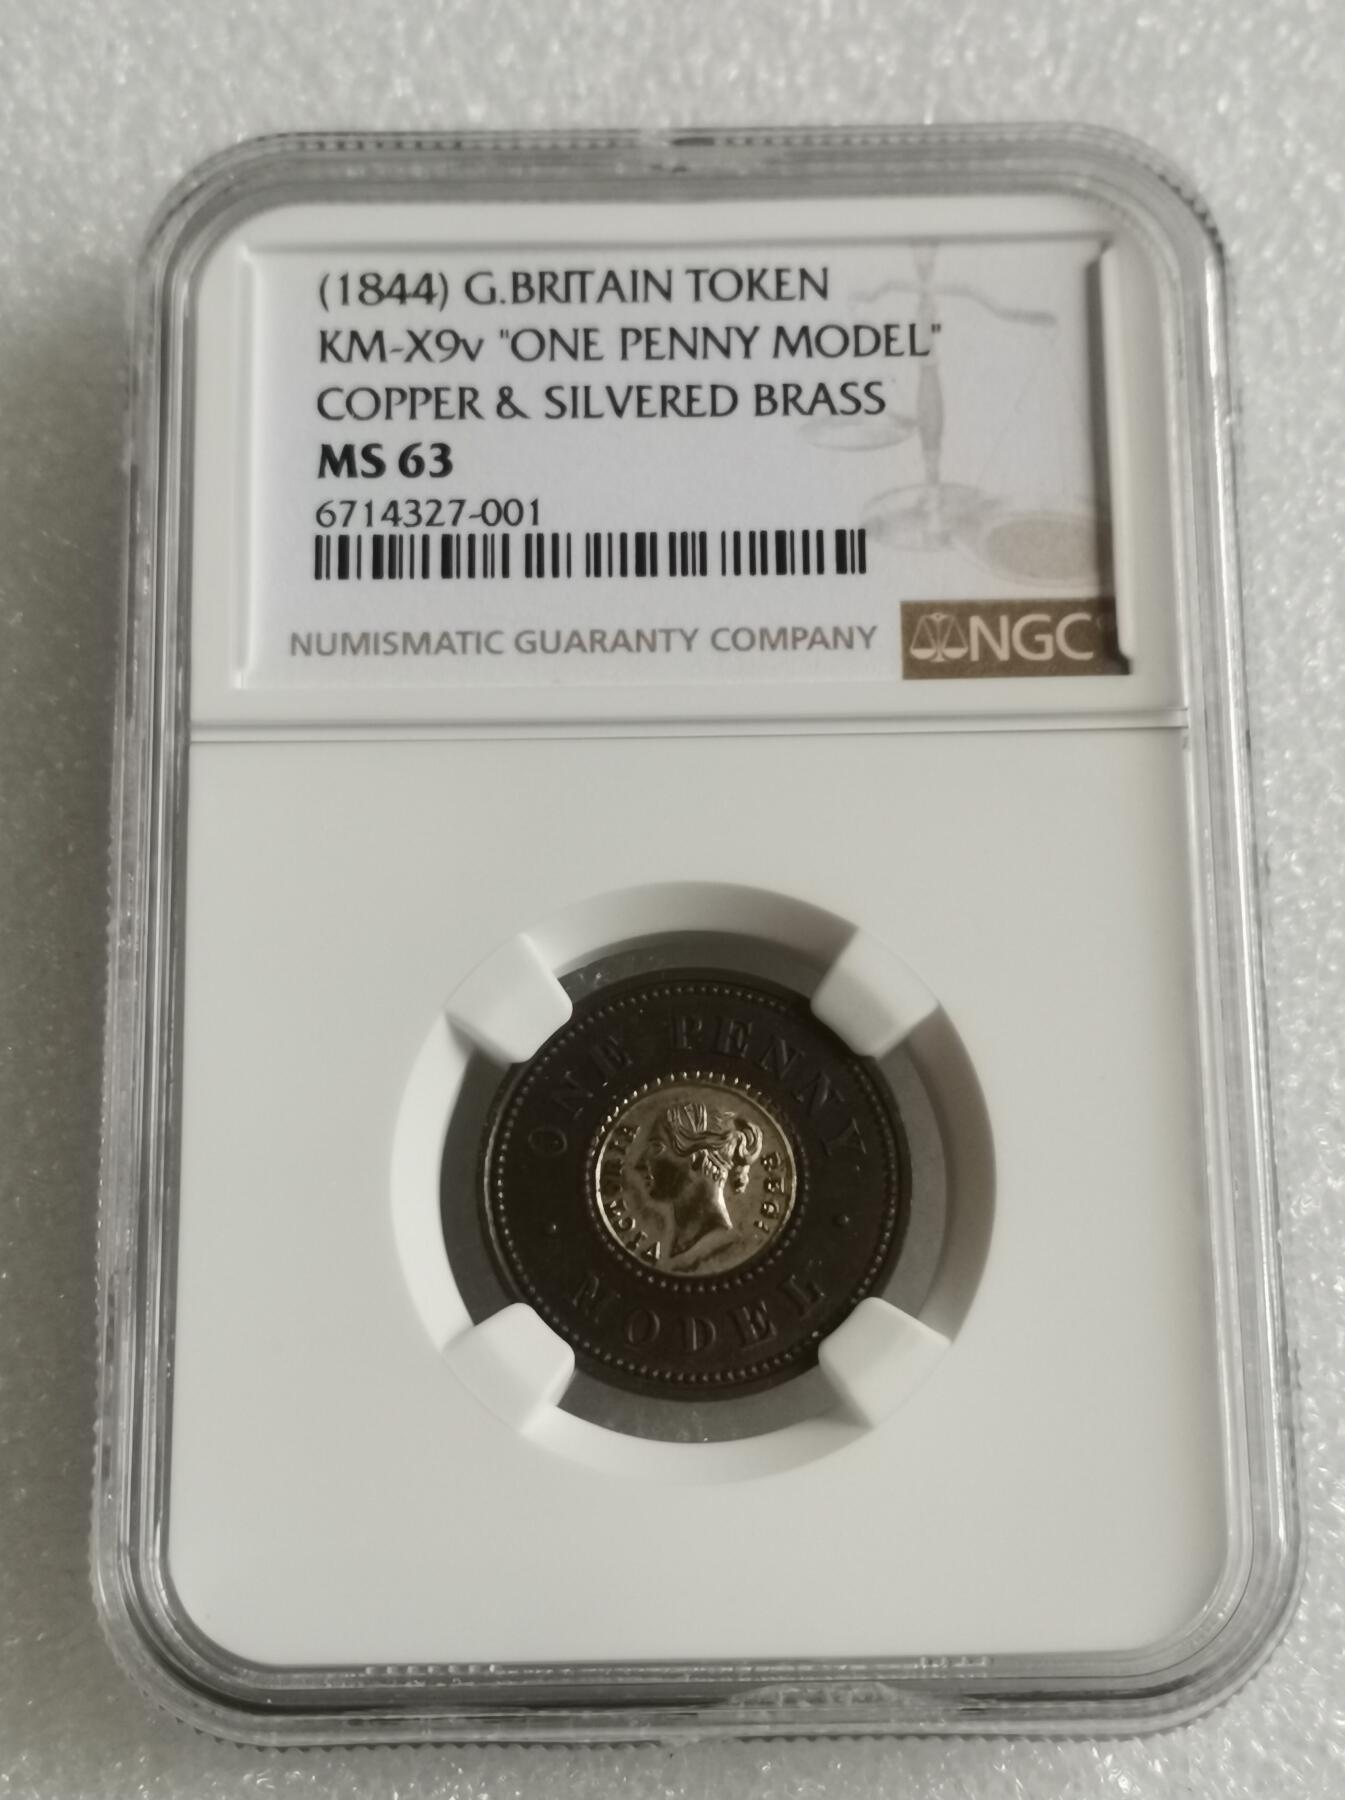 (1844) G.BRITAIN TOKEN
KM-X9v "ONE PENNY MODEL"
COPPER & SILVERED BRASS
MS 63
6714327-001
NUMISMATIC GUARANTY COMPANY
NGC
ONE PENNY
VICTORIA REGI
MODEL